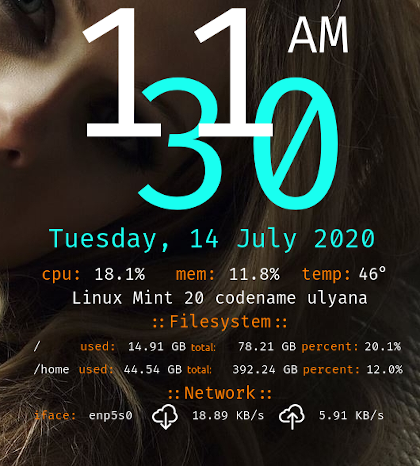 11 AM
30
Tuesday, 14 July 2020
cpu: 18.1% mem: 11.8% temp: 46°
Linux Mint 20 codename ulyana
::Filesystem::
/ used: 14.91 GB total: 78.21 GB percent: 20.1%
/home used: 44.54 GB total: 392.24 GB percent: 12.0%
::Network::
iface: enp5s0 18.89 KB/s 5.91 KB/s